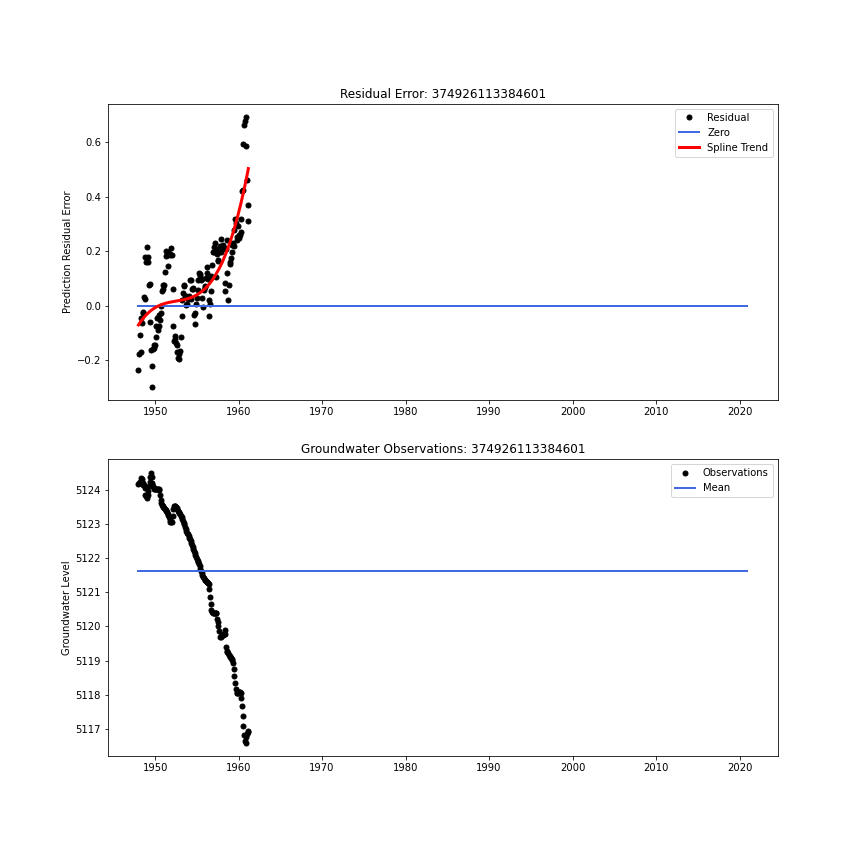 Residual Error: 374926113384601
Prediction Residual Error
0.6
0.4
0.2
0.0
−0.2
Residual
Zero
Spline Trend
1950 1960 1970 1980 1990 2000 2010 2020
Groundwater Observations: 374926113384601
Groundwater Level
5124
5123
5122
5121
5120
5119
5118
5117
Observations
Mean
1950 1960 1970 1980 1990 2000 2010 2020